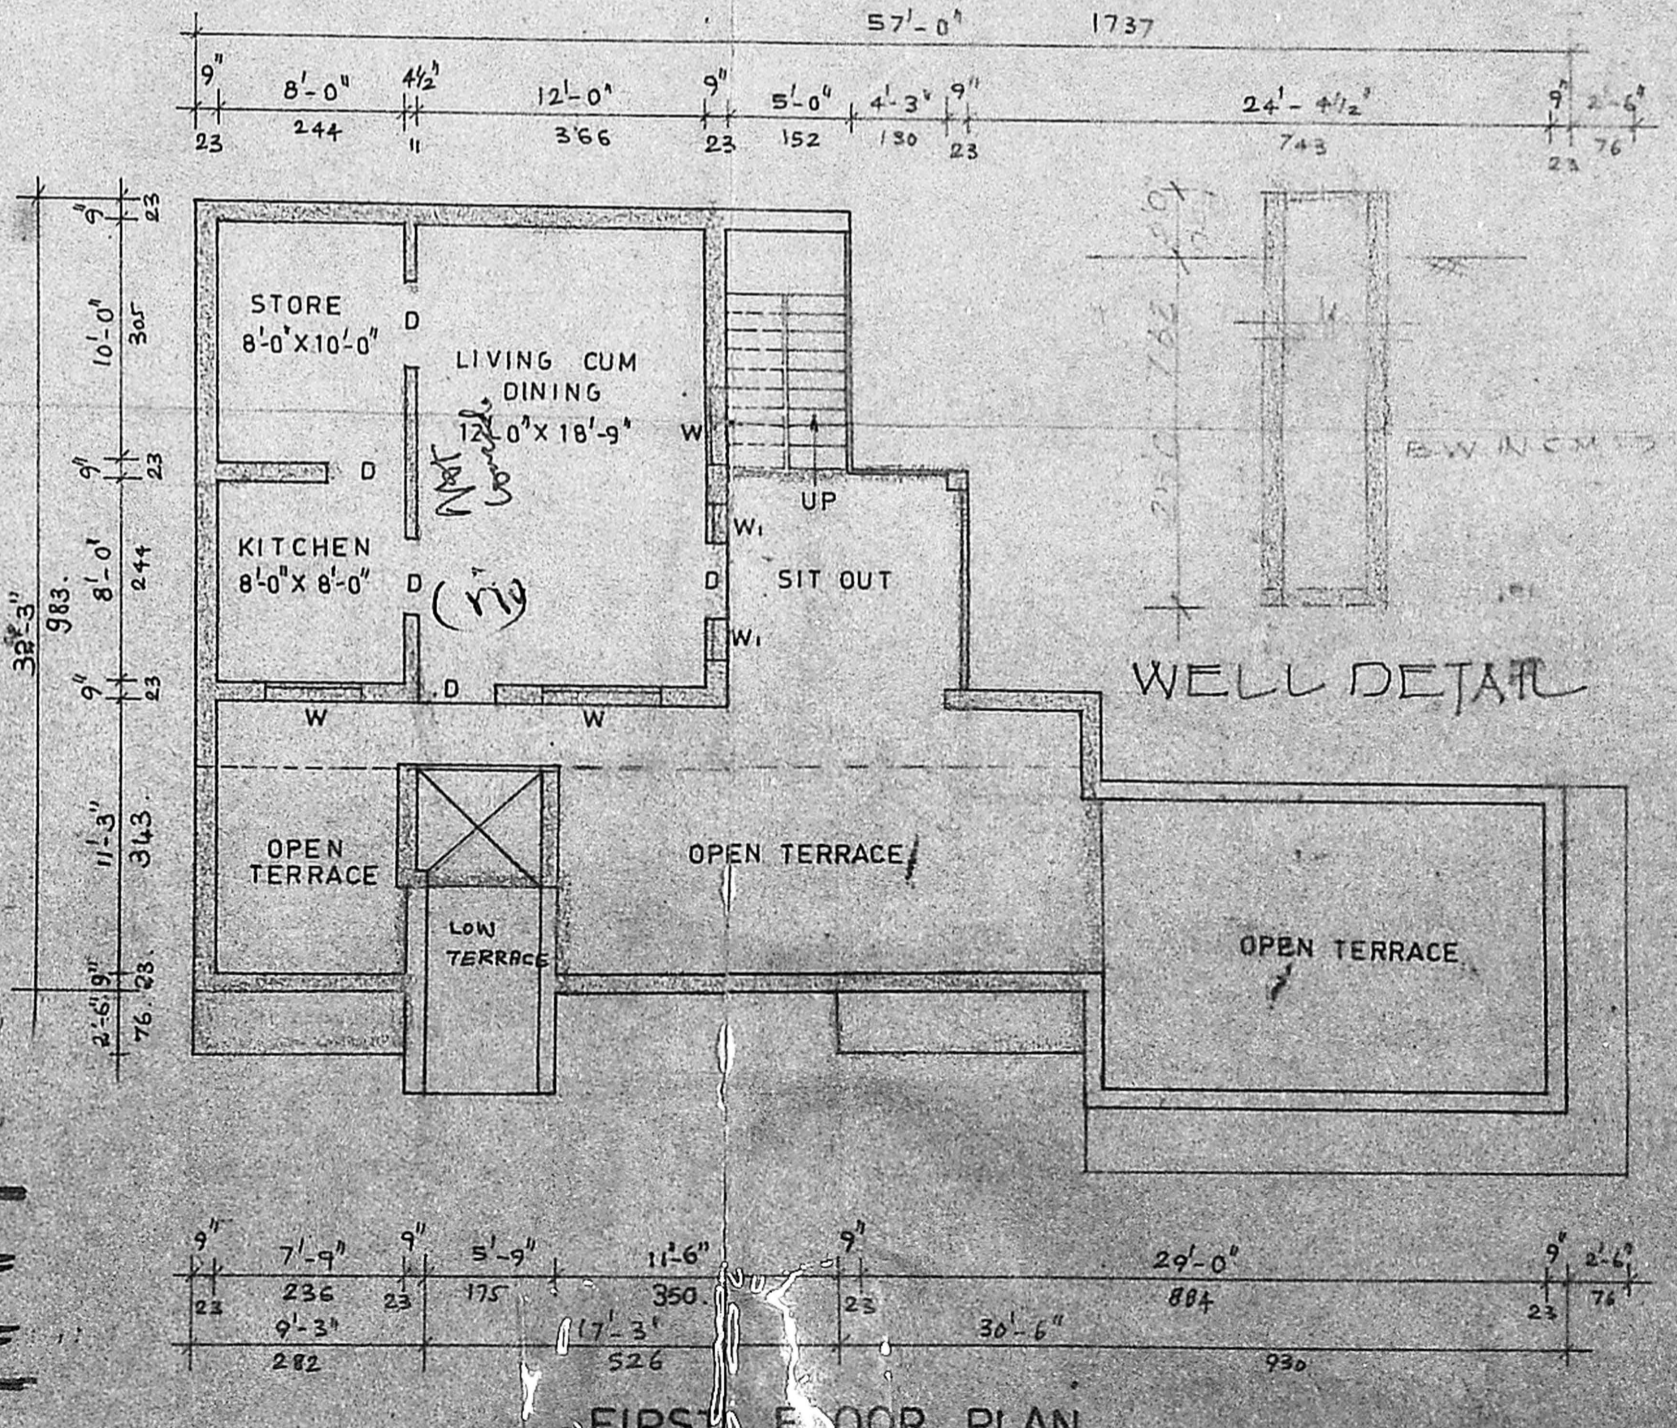 57'-0" 1737
9" 8'-0" 4½" 12'-0" 9" 5'-0" 4'-3" 9" 24'-4½" 9" 2'-6"
23 244 11 366 23 152 130 23 743 23 76
9" 23
10'-0" 305
9" 23
8'-0" 244
9" 23
11'-3" 343.
9" 23.
2'-6" 76.
32'-3"
983.
STORE
8'-0" X 10'-0"
D
LIVING CUM
DINING
12'-0" X 18'-9"
W
Not
D
UP
W1
KITCHEN
8'-0" X 8'-0"
D
D
SIT OUT
W1
D
W
W
B.W. IN C.M.
WELL DETAIL
OPEN
TERRACE
OPEN TERRACE
LOW
TERRACE
OPEN TERRACE
9" 7'-9" 9" 5'-9" 11'-6" 9" 29'-0" 9" 2'-6"
23 236 23 175 350. 23 884 23 76
9'-3" 17'-3" 30'-6"
282 526 930
FIRST FLOOR PLAN